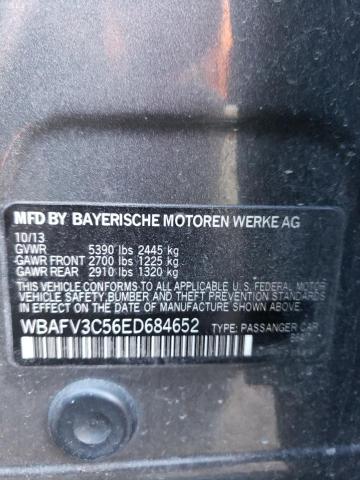 MFD BY BAYERISCHE MOTOREN WERKE AG
10/13
GVWR 5390 lbs 2445 kg
GAWR FRONT 2700 lbs 1225 kg
GAWR REAR 2910 lbs 1320 kg
THIS VEHICLE CONFORMS TO ALL APPLICABLE U.S. FEDERAL MOTOR
VEHICLE SAFETY, BUMPER, AND THEFT PREVENTION STANDARDS
IN EFFECT ON THE DATE OF MANUFACTURE SHOWN ABOVE.
WBAFV3C56ED684652 TYPE: PASSENGER CAR